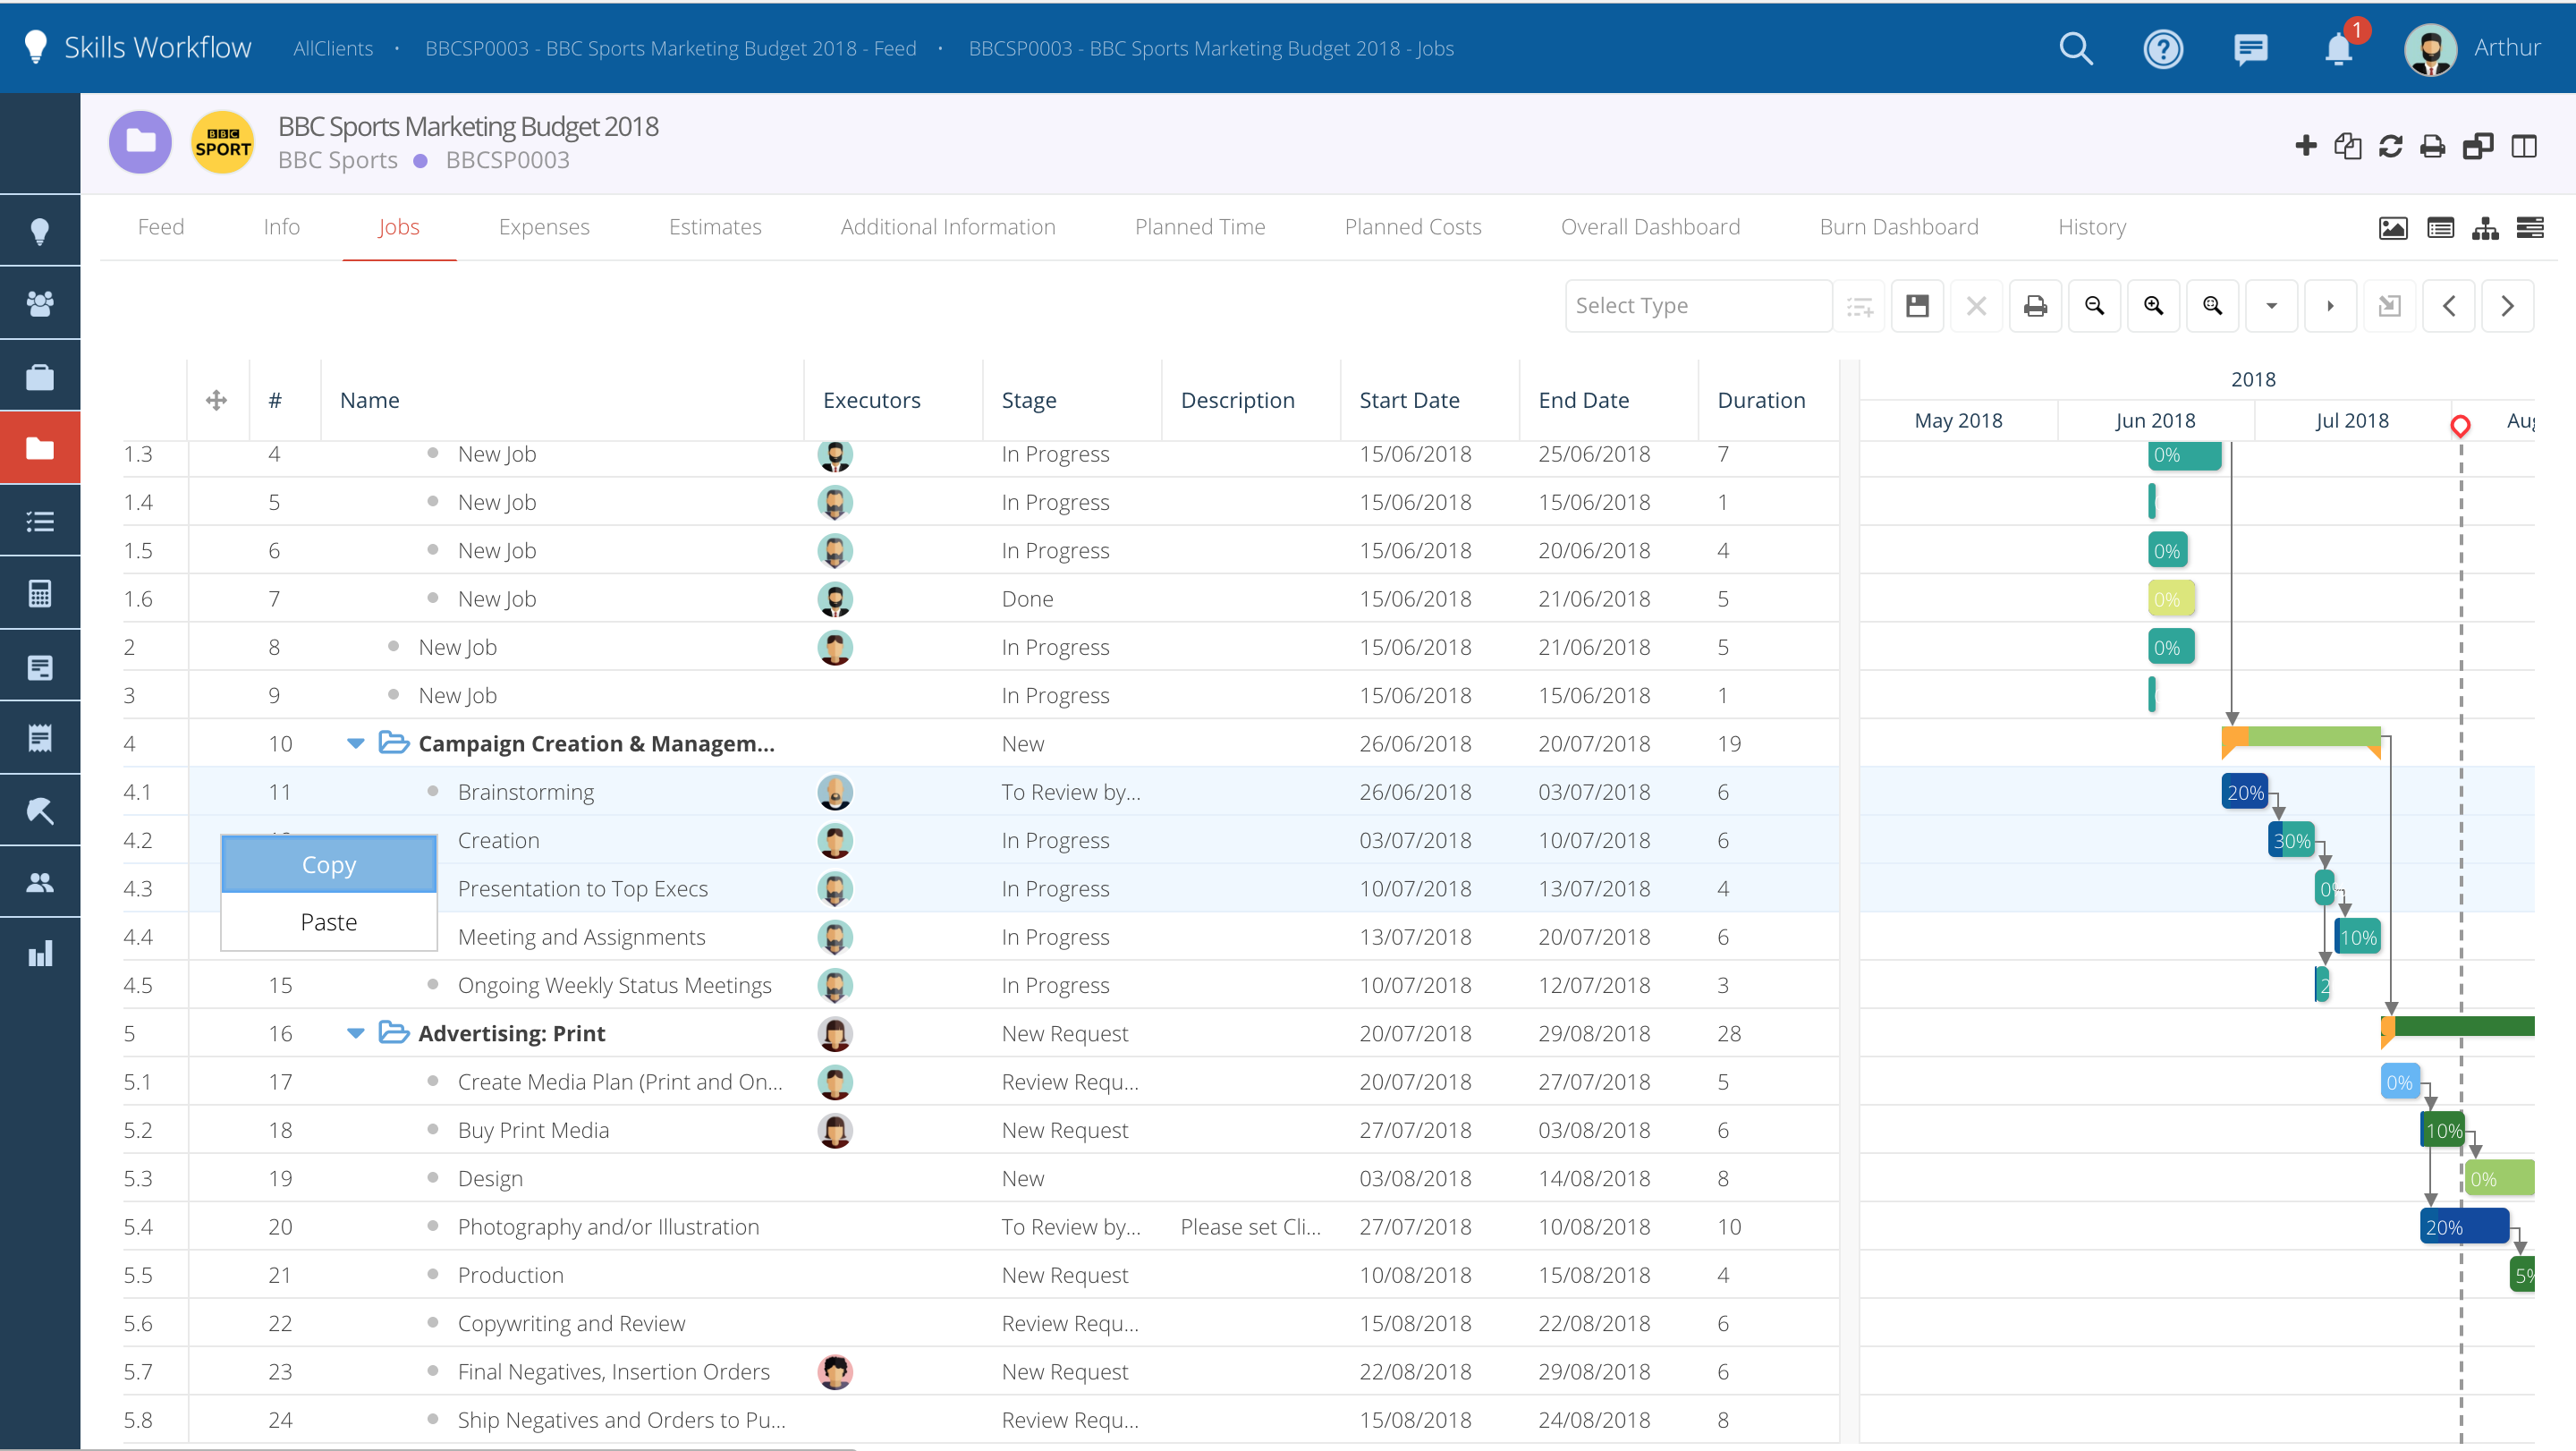 Skills Workflow AllClients • BBCSP0003 - BBC Sports Marketing Budget 2018 - Feed • BBCSP0003 - BBC Sports Marketing Budget 2018 - Jobs 1 Arthur
BBC SPORT
BBC Sports Marketing Budget 2018
BBC Sports BBCSP0003
Feed Info Jobs Expenses Estimates Additional Information Planned Time Planned Costs Overall Dashboard Burn Dashboard History
Select Type
2018
# Name Executors Stage Description Start Date End Date Duration
May 2018 Jun 2018 Jul 2018
1.3 4 New Job In Progress 15/06/2018 25/06/2018 7 0%
1.4 5 New Job In Progress 15/06/2018 15/06/2018 1
1.5 6 New Job In Progress 15/06/2018 20/06/2018 4 0%
1.6 7 New Job Done 15/06/2018 21/06/2018 5 0%
2 8 New Job In Progress 15/06/2018 21/06/2018 5 0%
3 9 New Job In Progress 15/06/2018 15/06/2018 1
4 10 Campaign Creation & Managem... New 26/06/2018 20/07/2018 19
4.1 11 Brainstorming To Review by... 26/06/2018 03/07/2018 6 20%
4.2 Creation In Progress 03/07/2018 10/07/2018 6 30%
Copy
4.3 Presentation to Top Execs In Progress 10/07/2018 13/07/2018 4 0
Paste
4.4 Meeting and Assignments In Progress 13/07/2018 20/07/2018 6 10%
4.5 15 Ongoing Weekly Status Meetings In Progress 10/07/2018 12/07/2018 3 2
5 16 Advertising: Print New Request 20/07/2018 29/08/2018 28
5.1 17 Create Media Plan (Print and On... Review Requ... 20/07/2018 27/07/2018 5 0%
5.2 18 Buy Print Media New Request 27/07/2018 03/08/2018 6 10%
5.3 19 Design New 03/08/2018 14/08/2018 8 0%
5.4 20 Photography and/or Illustration To Review by... Please set Cli... 27/07/2018 10/08/2018 10 20%
5.5 21 Production New Request 10/08/2018 15/08/2018 4 5%
5.6 22 Copywriting and Review Review Requ... 15/08/2018 22/08/2018 6
5.7 23 Final Negatives, Insertion Orders New Request 22/08/2018 29/08/2018 6
5.8 24 Ship Negatives and Orders to Pu... Review Requ... 15/08/2018 24/08/2018 8